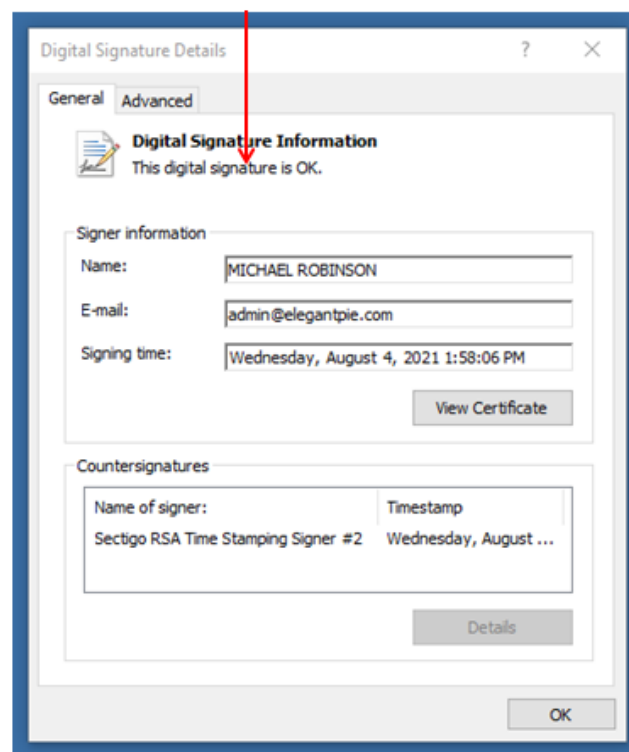 Digital Signature Details ?
General Advanced
Digital Signature Information
This digital signature is OK.
Signer information
Name: MICHAEL ROBINSON
E-mail: admin@elegantpie.com
Signing time: Wednesday, August 4, 2021 1:58:06 PM
View Certificate
Countersignatures
Name of signer: Timestamp
Sectigo RSA Time Stamping Signer #2 Wednesday, August ...
Details
OK